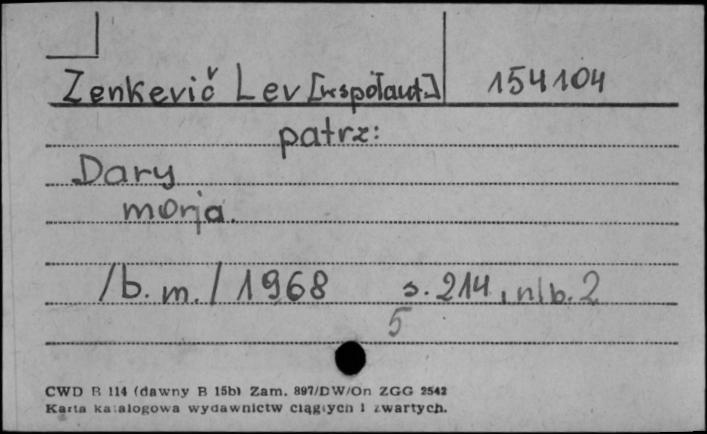 Zenkevič Lev [współaut.] 154104
patrz:
Dary
morja.
/b. m./ 1968 s. 214, nlb. 2
5
CWD B 114 (dawny B 15b) Zam. 897/DW/On ZGG 2542
Karta katalogowa wydawnictw ciągłych i zwartych.